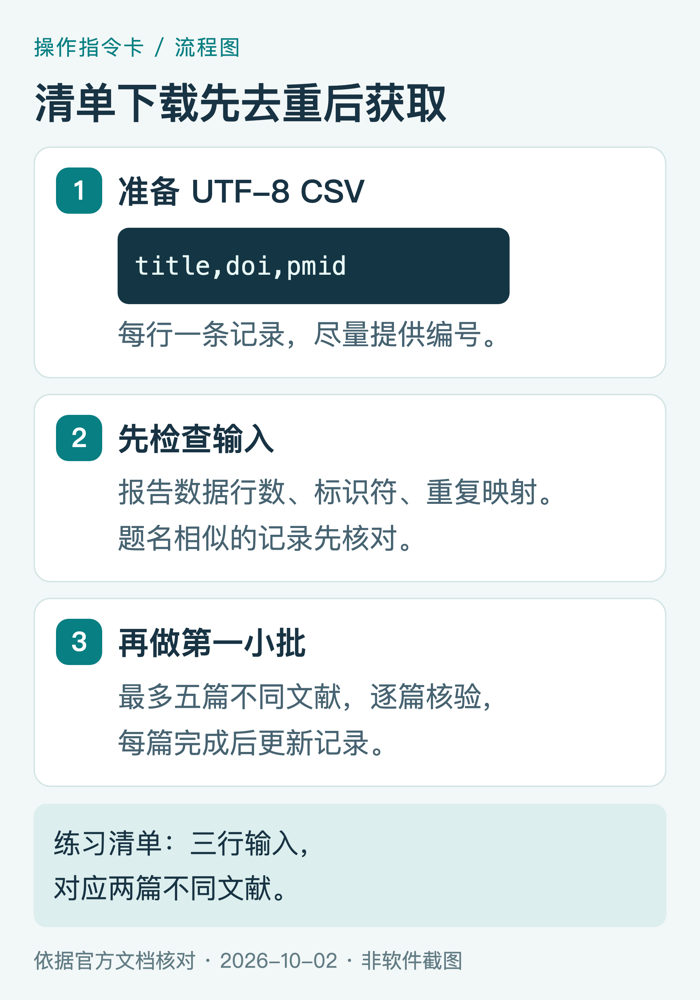 操作指令卡 / 流程图
清单下载先去重后获取
1 准备 UTF-8 CSV
title,doi,pmid
每行一条记录，尽量提供编号。
2 先检查输入
报告数据行数、标识符、重复映射。
题名相似的记录先核对。
3 再做第一小批
最多五篇不同文献，逐篇核验，
每篇完成后更新记录。
练习清单：三行输入，
对应两篇不同文献。
依据官方文档核对 · 2026-10-02 · 非软件截图